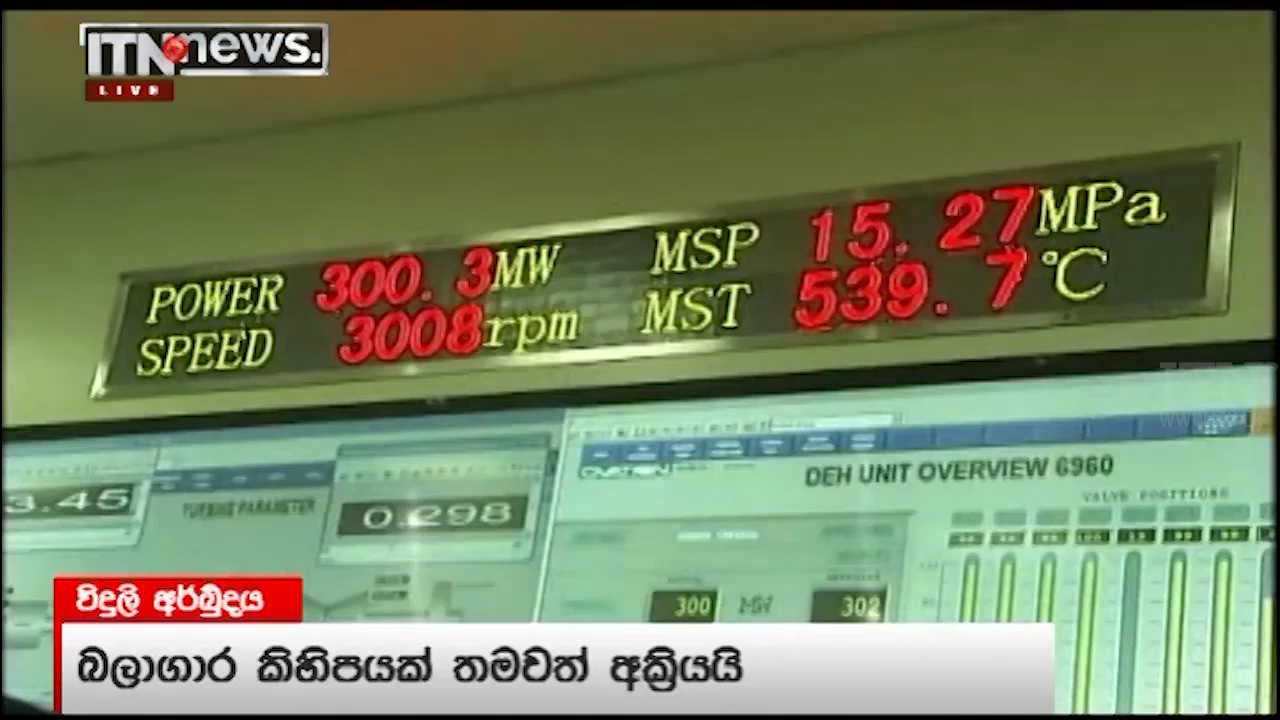 ITN news.
LIVE
POWER 300.3MW MSP 15.27MPa
SPEED 3008rpm MST 539.7℃
DEH UNIT OVERVIEW 6960
VALVE POSITIONS
3.45
TURBINE PARAMETER
0.298
300 MW 302
විදුලි අර්බුදය
බලාගාර කිහිපයක් තමවත් අක්‍රියයි